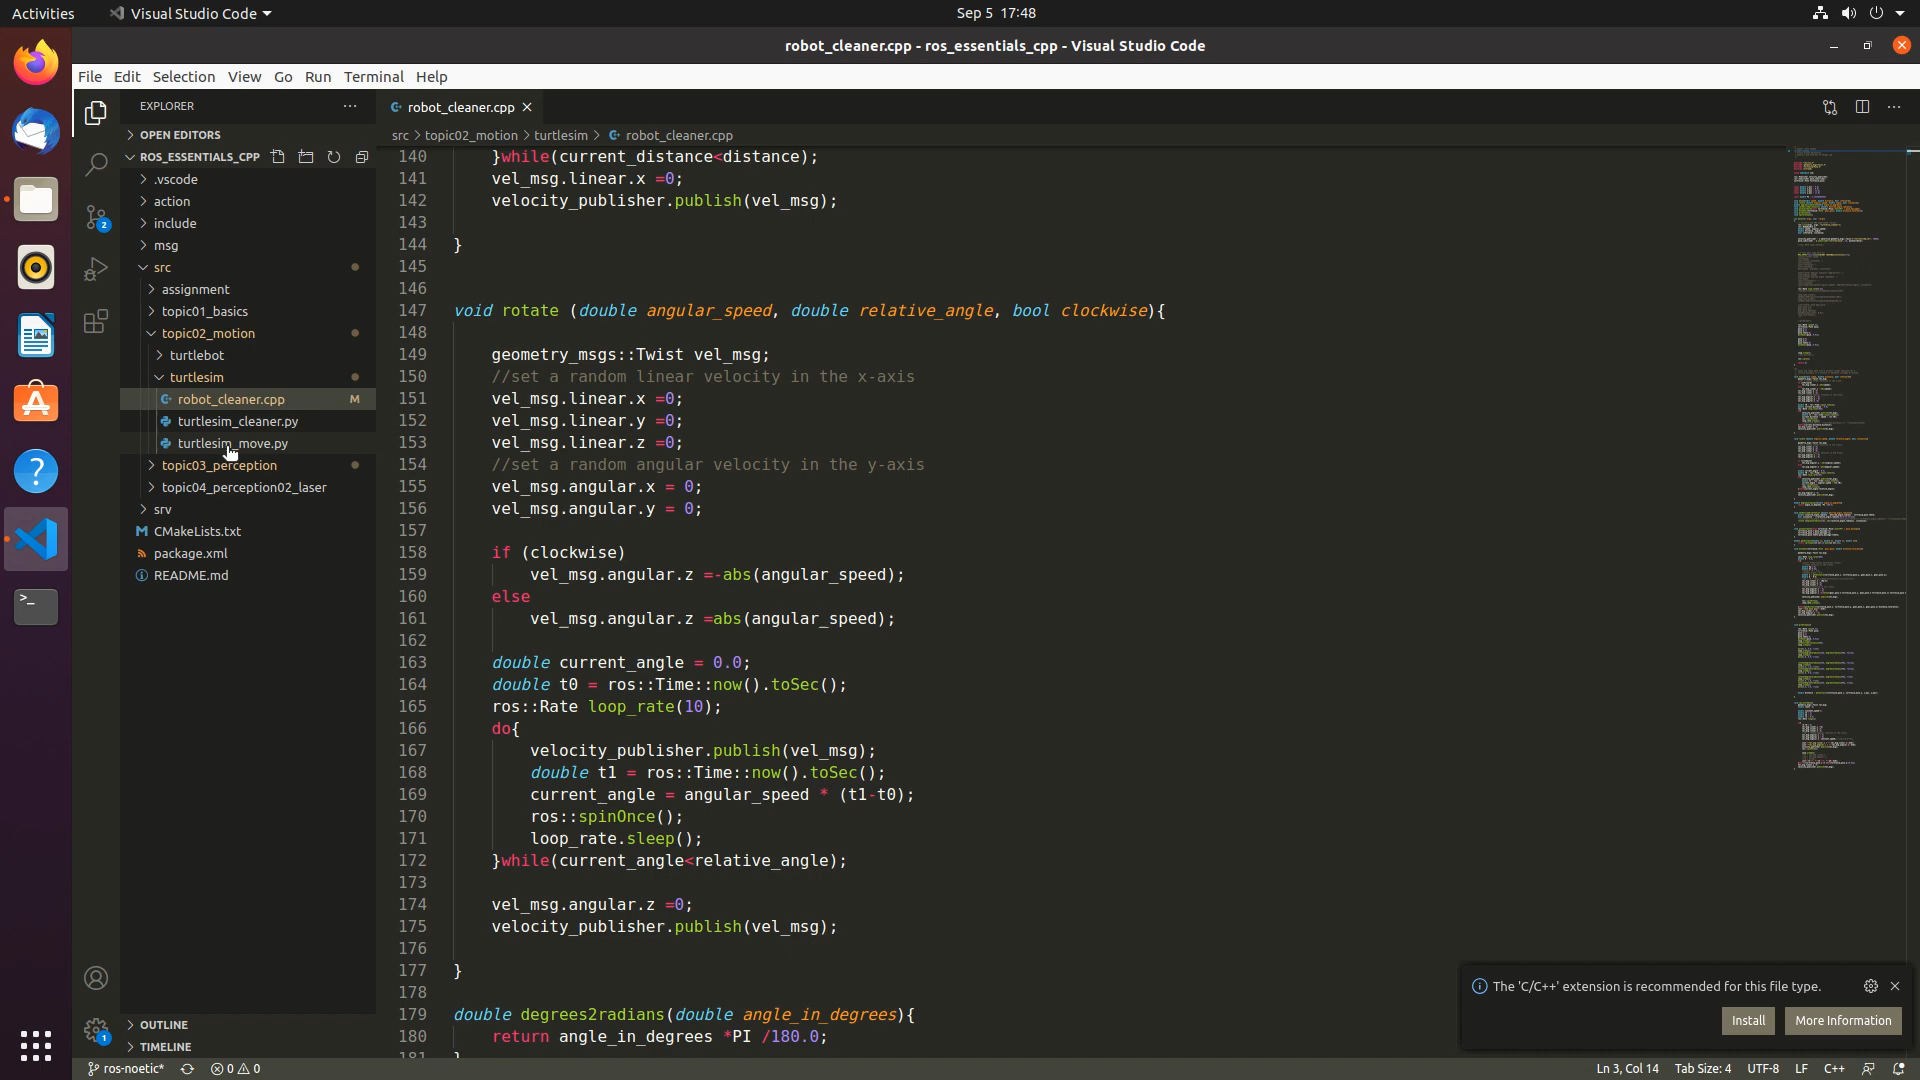 Activities
Visual Studio Code
Sep 5 17:48
robot_cleaner.cpp - ros_essentials_cpp - Visual Studio Code
File Edit Selection View Go Run Terminal Help
EXPLORER
OPEN EDITORS
ROS_ESSENTIALS_CPP
.vscode
action
include
msg
src
assignment
topic01_basics
topic02_motion
turtlebot
turtlesim
robot_cleaner.cpp M
turtlesim_cleaner.py
turtlesim_move.py
topic03_perception
topic04_perception02_laser
srv
CMakeLists.txt
package.xml
README.md
OUTLINE
TIMELINE
2
1
robot_cleaner.cpp
src > topic02_motion > turtlesim > robot_cleaner.cpp
140 }while(current_distance<distance);
141 vel_msg.linear.x =0;
142 velocity_publisher.publish(vel_msg);
143
144 }
145
146
147 void rotate (double angular_speed, double relative_angle, bool clockwise){
148
149 geometry_msgs::Twist vel_msg;
150 //set a random linear velocity in the x-axis
151 vel_msg.linear.x =0;
152 vel_msg.linear.y =0;
153 vel_msg.linear.z =0;
154 //set a random angular velocity in the y-axis
155 vel_msg.angular.x = 0;
156 vel_msg.angular.y = 0;
157
158 if (clockwise)
159 vel_msg.angular.z =-abs(angular_speed);
160 else
161 vel_msg.angular.z =abs(angular_speed);
162
163 double current_angle = 0.0;
164 double t0 = ros::Time::now().toSec();
165 ros::Rate loop_rate(10);
166 do{
167 velocity_publisher.publish(vel_msg);
168 double t1 = ros::Time::now().toSec();
169 current_angle = angular_speed * (t1-t0);
170 ros::spinOnce();
171 loop_rate.sleep();
172 }while(current_angle<relative_angle);
173
174 vel_msg.angular.z =0;
175 velocity_publisher.publish(vel_msg);
176
177 }
178
179 double degrees2radians(double angle_in_degrees){
180 return angle_in_degrees *PI /180.0;
181 }
The 'C/C++' extension is recommended for this file type.
Install
More Information
ros-noetic* 0 0
Ln 3, Col 14 Tab Size: 4 UTF-8 LF C++